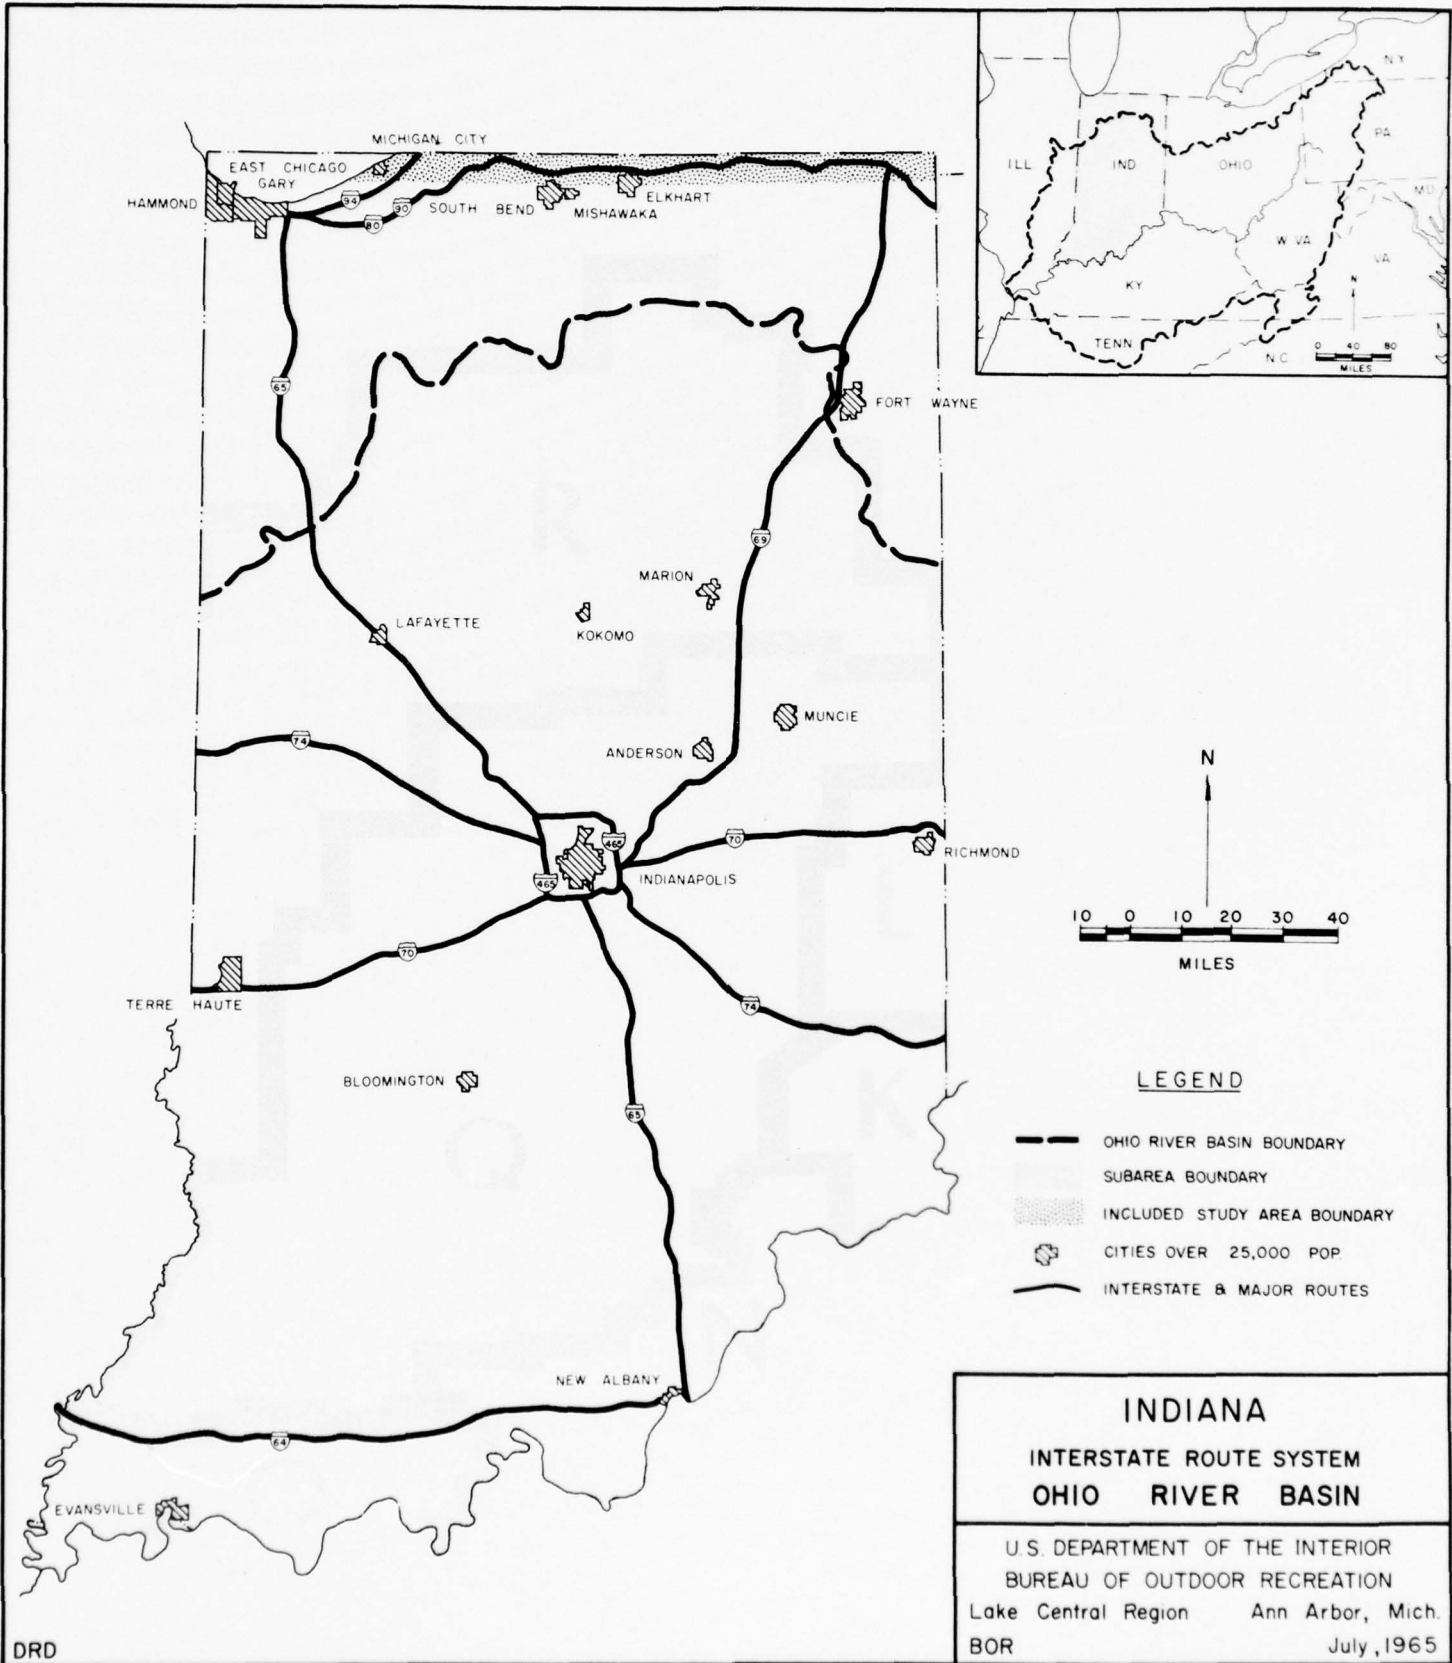 N Y
PA
ILL
IND
OHIO
MD
W VA
VA
KY
N
TENN
N C
0 40 80
MILES
MICHIGAN CITY
EAST CHICAGO
GARY
HAMMOND
94
90
80
SOUTH BEND
MISHAWAKA
ELKHART
65
FORT WAYNE
69
MARION
KOKOMO
LAFAYETTE
MUNCIE
74
ANDERSON
465
70
RICHMOND
465
INDIANAPOLIS
70
TERRE HAUTE
74
BLOOMINGTON
65
NEW ALBANY
64
EVANSVILLE
N
10 0 10 20 30 40
MILES
LEGEND
OHIO RIVER BASIN BOUNDARY
SUBAREA BOUNDARY
INCLUDED STUDY AREA BOUNDARY
CITIES OVER 25,000 POP.
INTERSTATE & MAJOR ROUTES
INDIANA
INTERSTATE ROUTE SYSTEM
OHIO RIVER BASIN
U.S. DEPARTMENT OF THE INTERIOR
BUREAU OF OUTDOOR RECREATION
Lake Central Region Ann Arbor, Mich.
BOR July, 1965
DRD